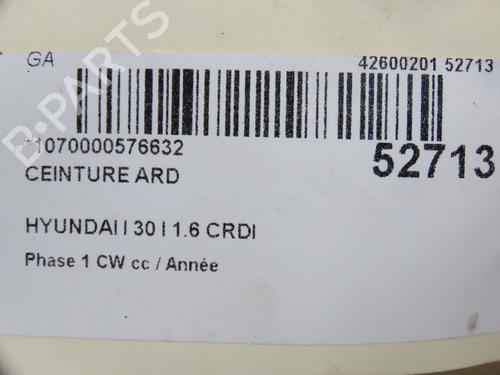 GA
42600201 52713
*1070000576632
52713
CEINTURE ARD
HYUNDAI I 30 I 1.6 CRDI
Phase 1 CW cc / Année
B-PARTS